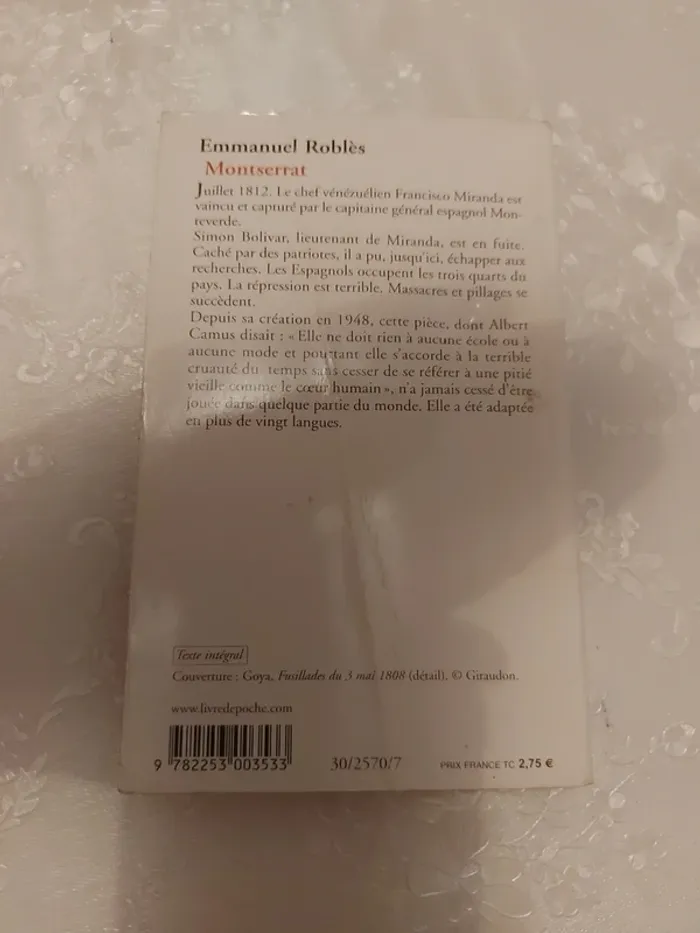 Emmanuel Roblès
Montserrat
Juillet 1812. Le chef vénézuélien Francisco Miranda est
vaincu et capturé par le capitaine général espagnol Mon-
teverde.
Simon Bolivar, lieutenant de Miranda, est en fuite.
Caché par des patriotes, il a pu, jusqu'ici, échapper aux
recherches. Les Espagnols occupent les trois quarts du
pays. La répression est terrible. Massacres et pillages se
succèdent.
Depuis sa création en 1948, cette pièce, dont Albert
Camus disait : « Elle ne doit rien à aucune école ou à
aucune mode et pourtant elle s'accorde à la terrible
cruauté du temps sans cesser de se référer à une pitié
vieille comme le cœur humain », n'a jamais cessé d'être
jouée dans quelque partie du monde. Elle a été adaptée
en plus de vingt langues.
Texte intégral
Couverture : Goya, Fusillades du 3 mai 1808 (détail). © Giraudon.
www.livredepoche.com
9 782253 003533
30/2570/7
PRIX FRANCE TC 2,75 €